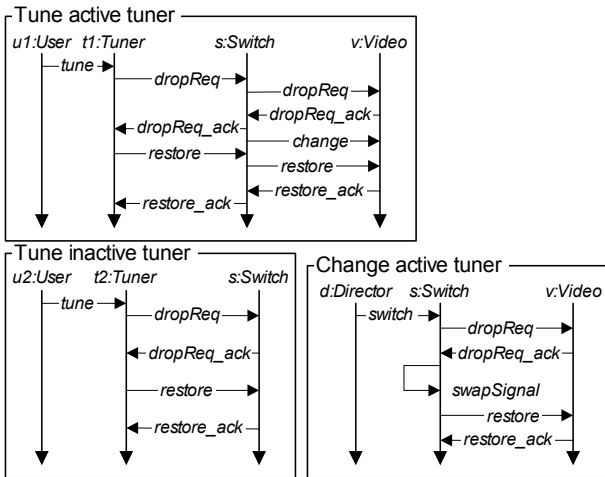 Tune active tuner
u1:User t1:Tuner s:Switch v:Video
tune
dropReq
dropReq
dropReq_ack
dropReq_ack
change
restore
restore
restore_ack
restore_ack
Tune inactive tuner
u2:User t2:Tuner s:Switch
tune
dropReq
dropReq_ack
restore
restore_ack
Change active tuner
d:Director s:Switch v:Video
switch
dropReq
dropReq_ack
swapSignal
restore
restore_ack